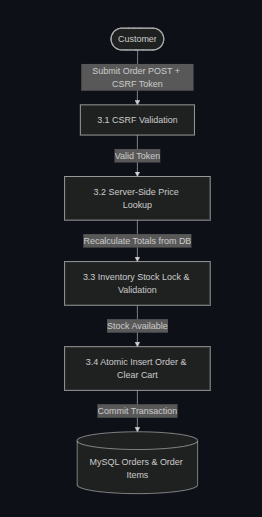 Customer
Submit Order POST +
CSRF Token
3.1 CSRF Validation
Valid Token
3.2 Server-Side Price
Lookup
Recalculate Totals from DB
3.3 Inventory Stock Lock &
Validation
Stock Available
3.4 Atomic Insert Order &
Clear Cart
Commit Transaction
MySQL Orders & Order
Items